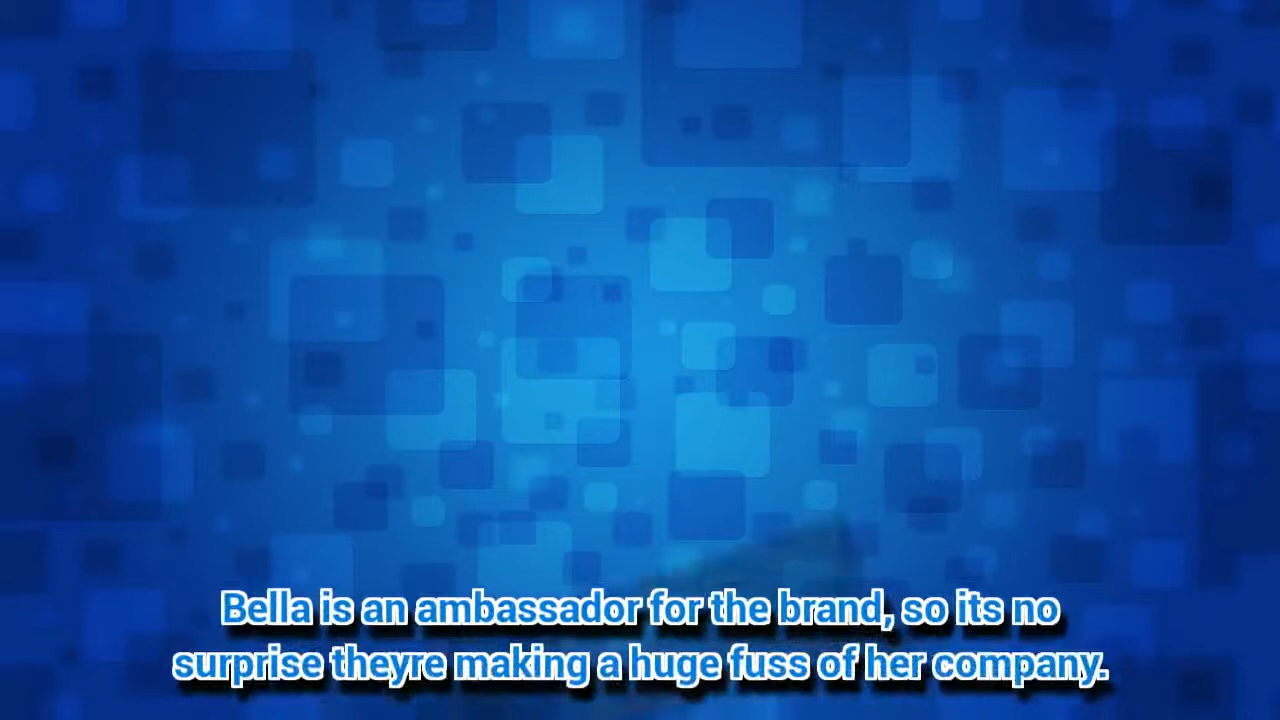 Bella is an ambassador for the brand, so its no
surprise theyre making a huge fuss of her company.